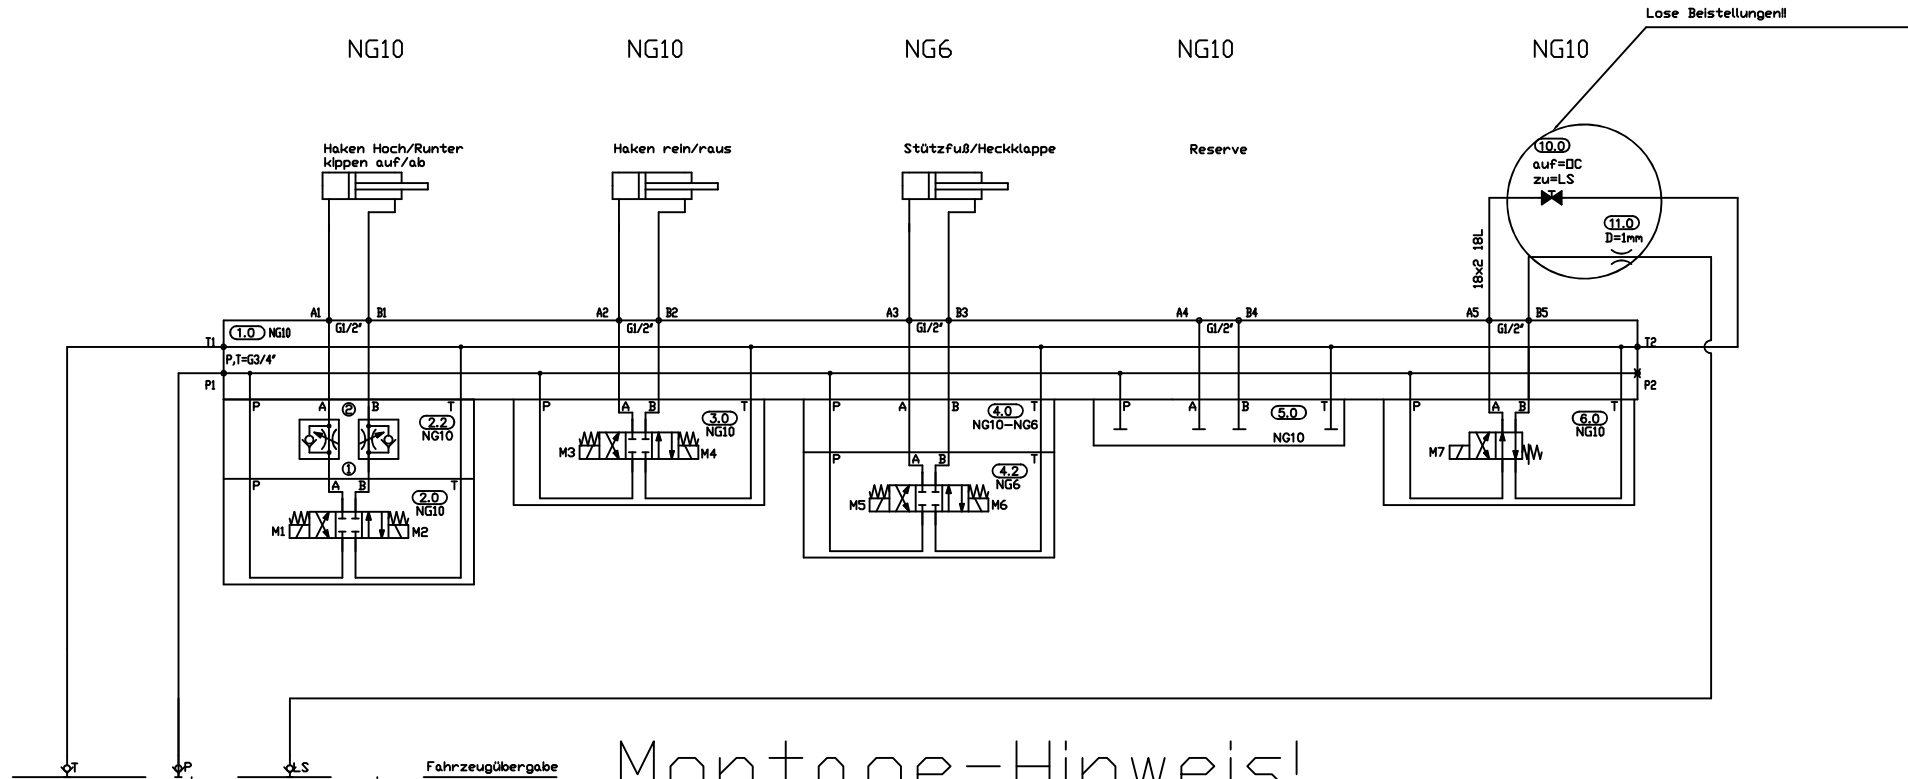 Lose Beistellungen!!
NG10 NG10 NG6 NG10 NG10
Haken Hoch/Runter
kippen auf/ab
Haken rein/raus
Stützfuß/Heckklappe
Reserve
10.0
auf=OC
zu=LS
11.0
D=1mm
18x2 18L
A1 B1 A2 B2 A3 B3 A4 B4 A5 B5
1.0 NG10 G1/2" G1/2" G1/2" G1/2" G1/2"
T1 T2
P,T=G3/4"
P1 P2
P A 2 B T P A B T P A B T P A B T P A B T
2.2
NG10
3.0
NG10
4.0
NG10-NG6
5.0
NG10
6.0
NG10
M3 M4
M7
1
P A B T
P A B T
2.0
NG10
4.2
NG6
M1 M2
M5 M6
T P LS
Fahrzeugübergabe
Montage-Hinweis!